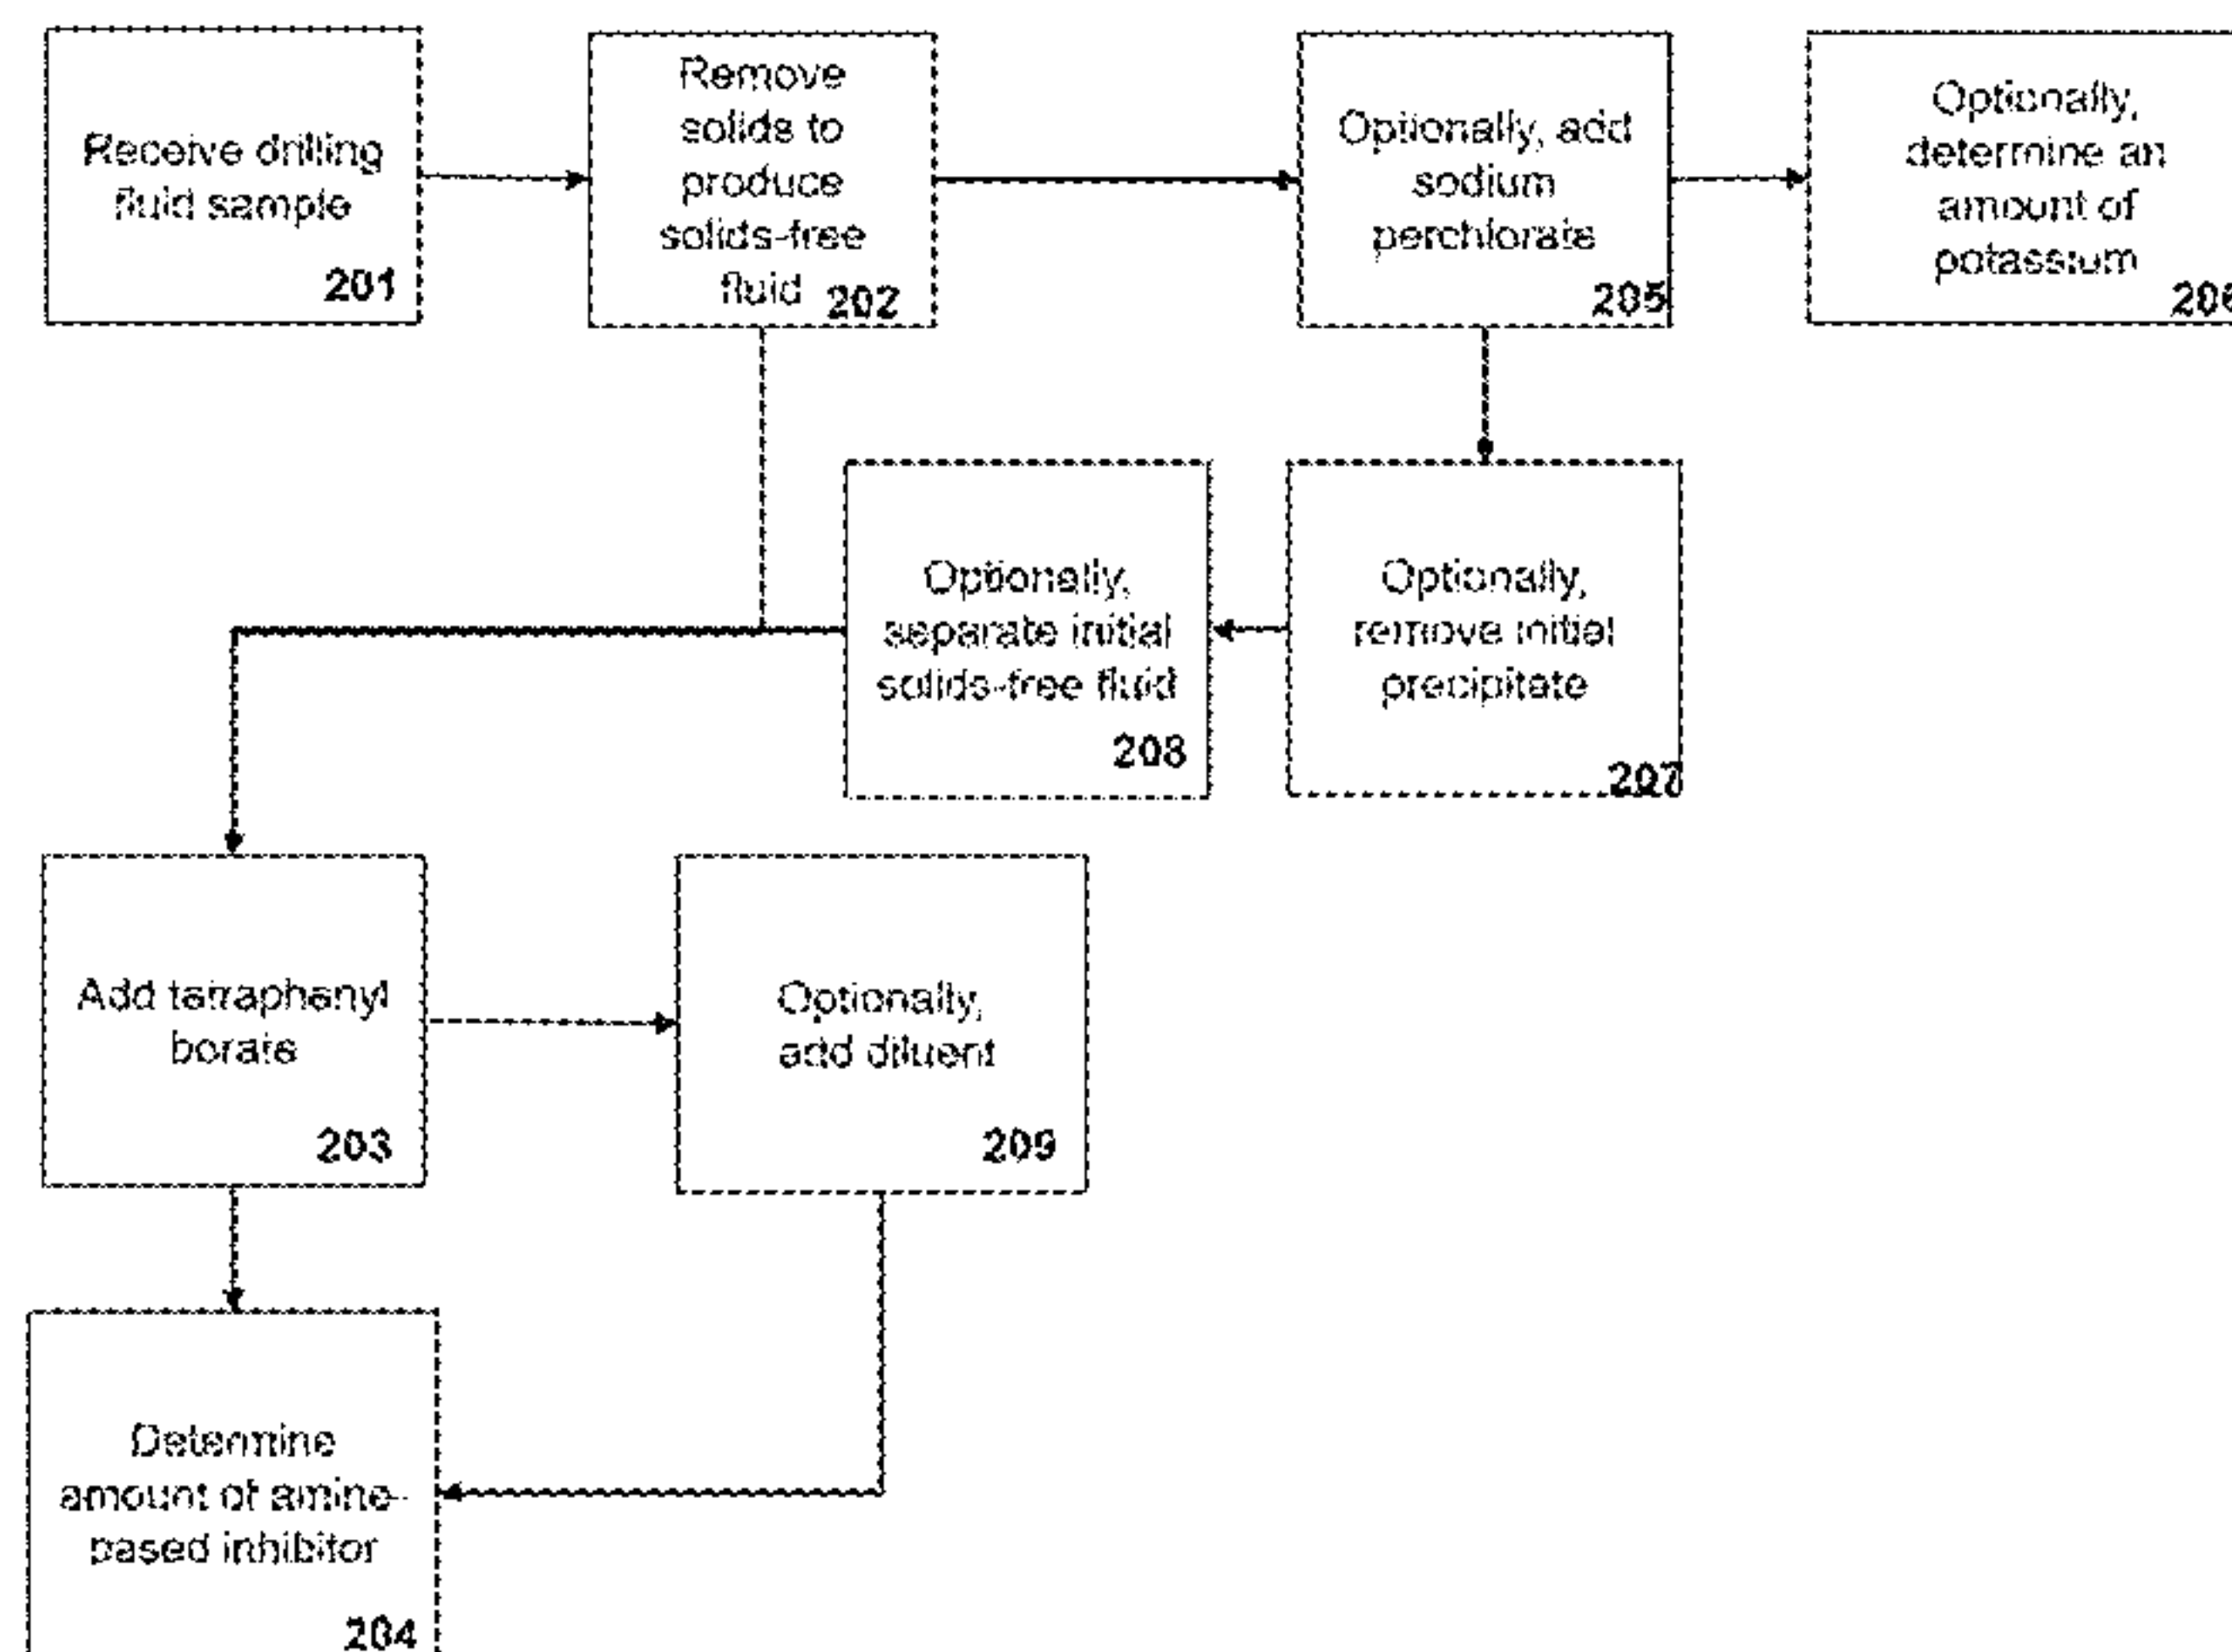 Receive drilling
fluid sample
201
Remove
solids to
produce
solids-free
fluid 202
Optionally, add
sodium
perchlorate
205
Optionally,
determine an
amount of
potassium
206
Optionally,
separate initial
solids-free fluid
208
Optionally,
remove initial
precipitate
207
Add tetraphenyl
borate
203
Optionally,
add diluent
209
Determine
amount of amine-
based inhibitor
204